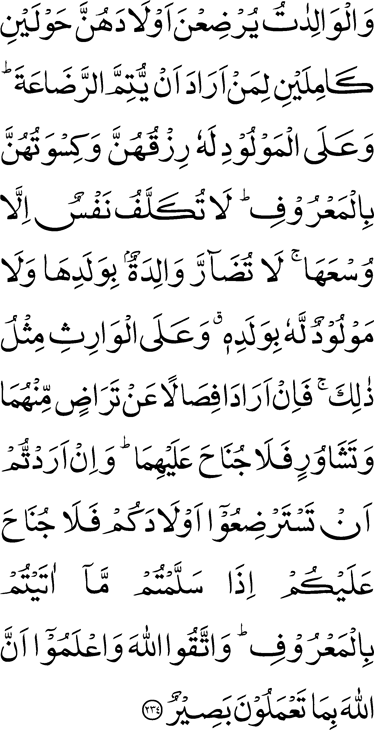 وَ الْوَالِدٰتُ يُرْضِعْنَ اَوْلَادَهُنَّ حَوْلَيْنِ
كَامِلَيْنِ لِمَنْ اَرَادَ اَنْ يُّتِمَّ الرَّضَاعَةَ ؕ
وَ عَلَى الْمَوْلُوْدِ لَهٗ رِزْقُهُنَّ وَ كِسْوَتُهُنَّ
بِالْمَعْرُوْفِ ؕ لَا تُكَلَّفُ نَفْسٌ اِلَّا
وُسْعَهَا ۚ لَا تُضَآرَّ وَالِدَةٌۢ بِوَلَدِهَا وَلَا
مَوْلُوْدٌ لَّهٗ بِوَلَدِهٖ ۗ وَ عَلَى الْوَارِثِ مِثْلُ
ذٰلِكَ ۚ فَاِنْ اَرَادَا فِصَالًا عَنْ تَرَاضٍ مِّنْهُمَا
وَ تَشَاوُرٍ فَلَا جُنَاحَ عَلَيْهِمَا ؕ وَ اِنْ اَرَدْتُّمْ
اَنْ تَسْتَرْضِعُوْۤا اَوْلَادَكُمْ فَلَا جُنَاحَ
عَلَيْكُمْ اِذَا سَلَّمْتُمْ مَّاۤ اٰتَيْتُمْ
بِالْمَعْرُوْفِ ؕ وَ اتَّقُوا اللّٰهَ وَ اعْلَمُوْۤا اَنَّ
اللّٰهَ بِمَا تَعْمَلُوْنَ بَصِيْرٌ ﴿۲۳۴﴾